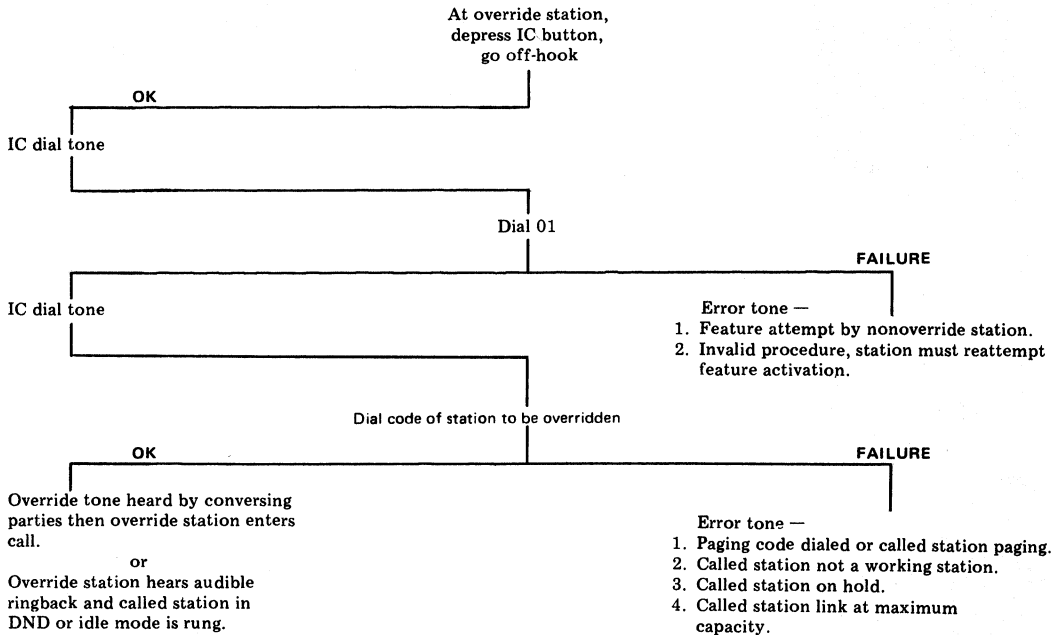 At override station,
depress IC button,
go off-hook
OK
IC dial tone
Dial 01
FAILURE
IC dial tone
Error tone —
1. Feature attempt by nonoverride station.
2. Invalid procedure, station must reattempt
feature activation.
Dial code of station to be overridden
OK
FAILURE
Override tone heard by conversing
parties then override station enters
call.
or
Override station hears audible
ringback and called station in
DND or idle mode is rung.
Error tone —
1. Paging code dialed or called station paging.
2. Called station not a working station.
3. Called station on hold.
4. Called station link at maximum
capacity.